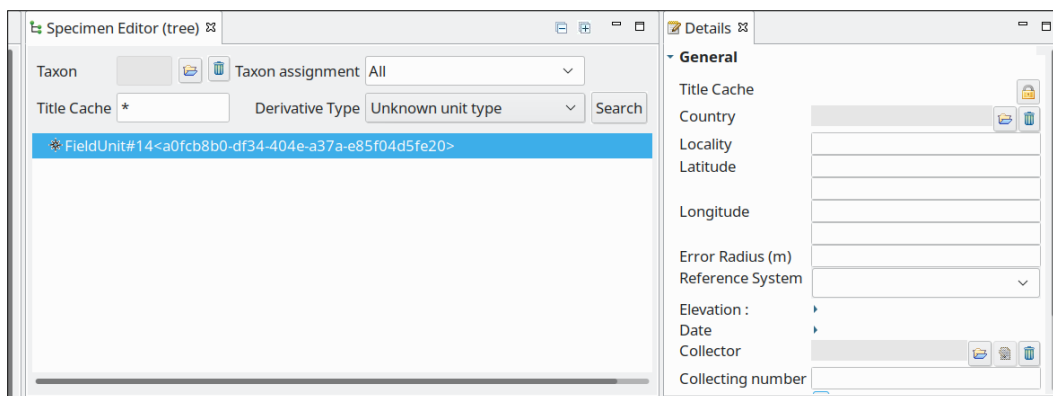 Specimen Editor (tree)
Taxon
Taxon assignment All
Title Cache *
Derivative Type Unknown unit type
Search
FieldUnit#14<a0fcb8b0-df34-404e-a37a-e85f04d5fe20>
Details
General
Title Cache
Country
Locality
Latitude
Longitude
Error Radius (m)
Reference System
Elevation :
Date
Collector
Collecting number